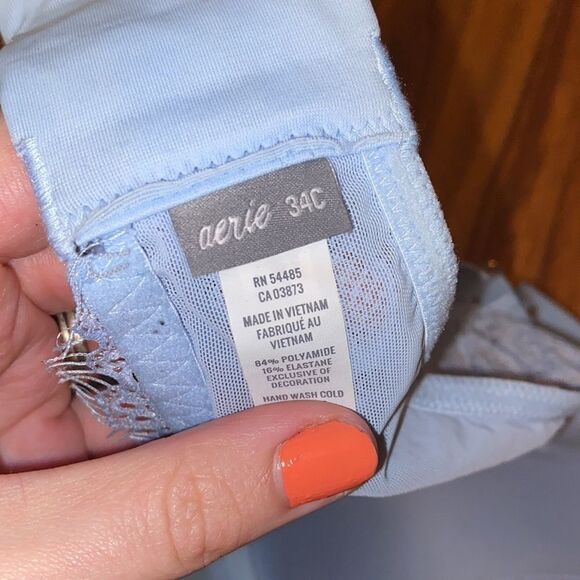 aerie 34C
RN 54485
CA 03873
MADE IN VIETNAM
FABRIQUÉ AU
VIETNAM
84% POLYAMIDE
16% ELASTANE
EXCLUSIVE OF
DECORATION
HAND WASH COLD